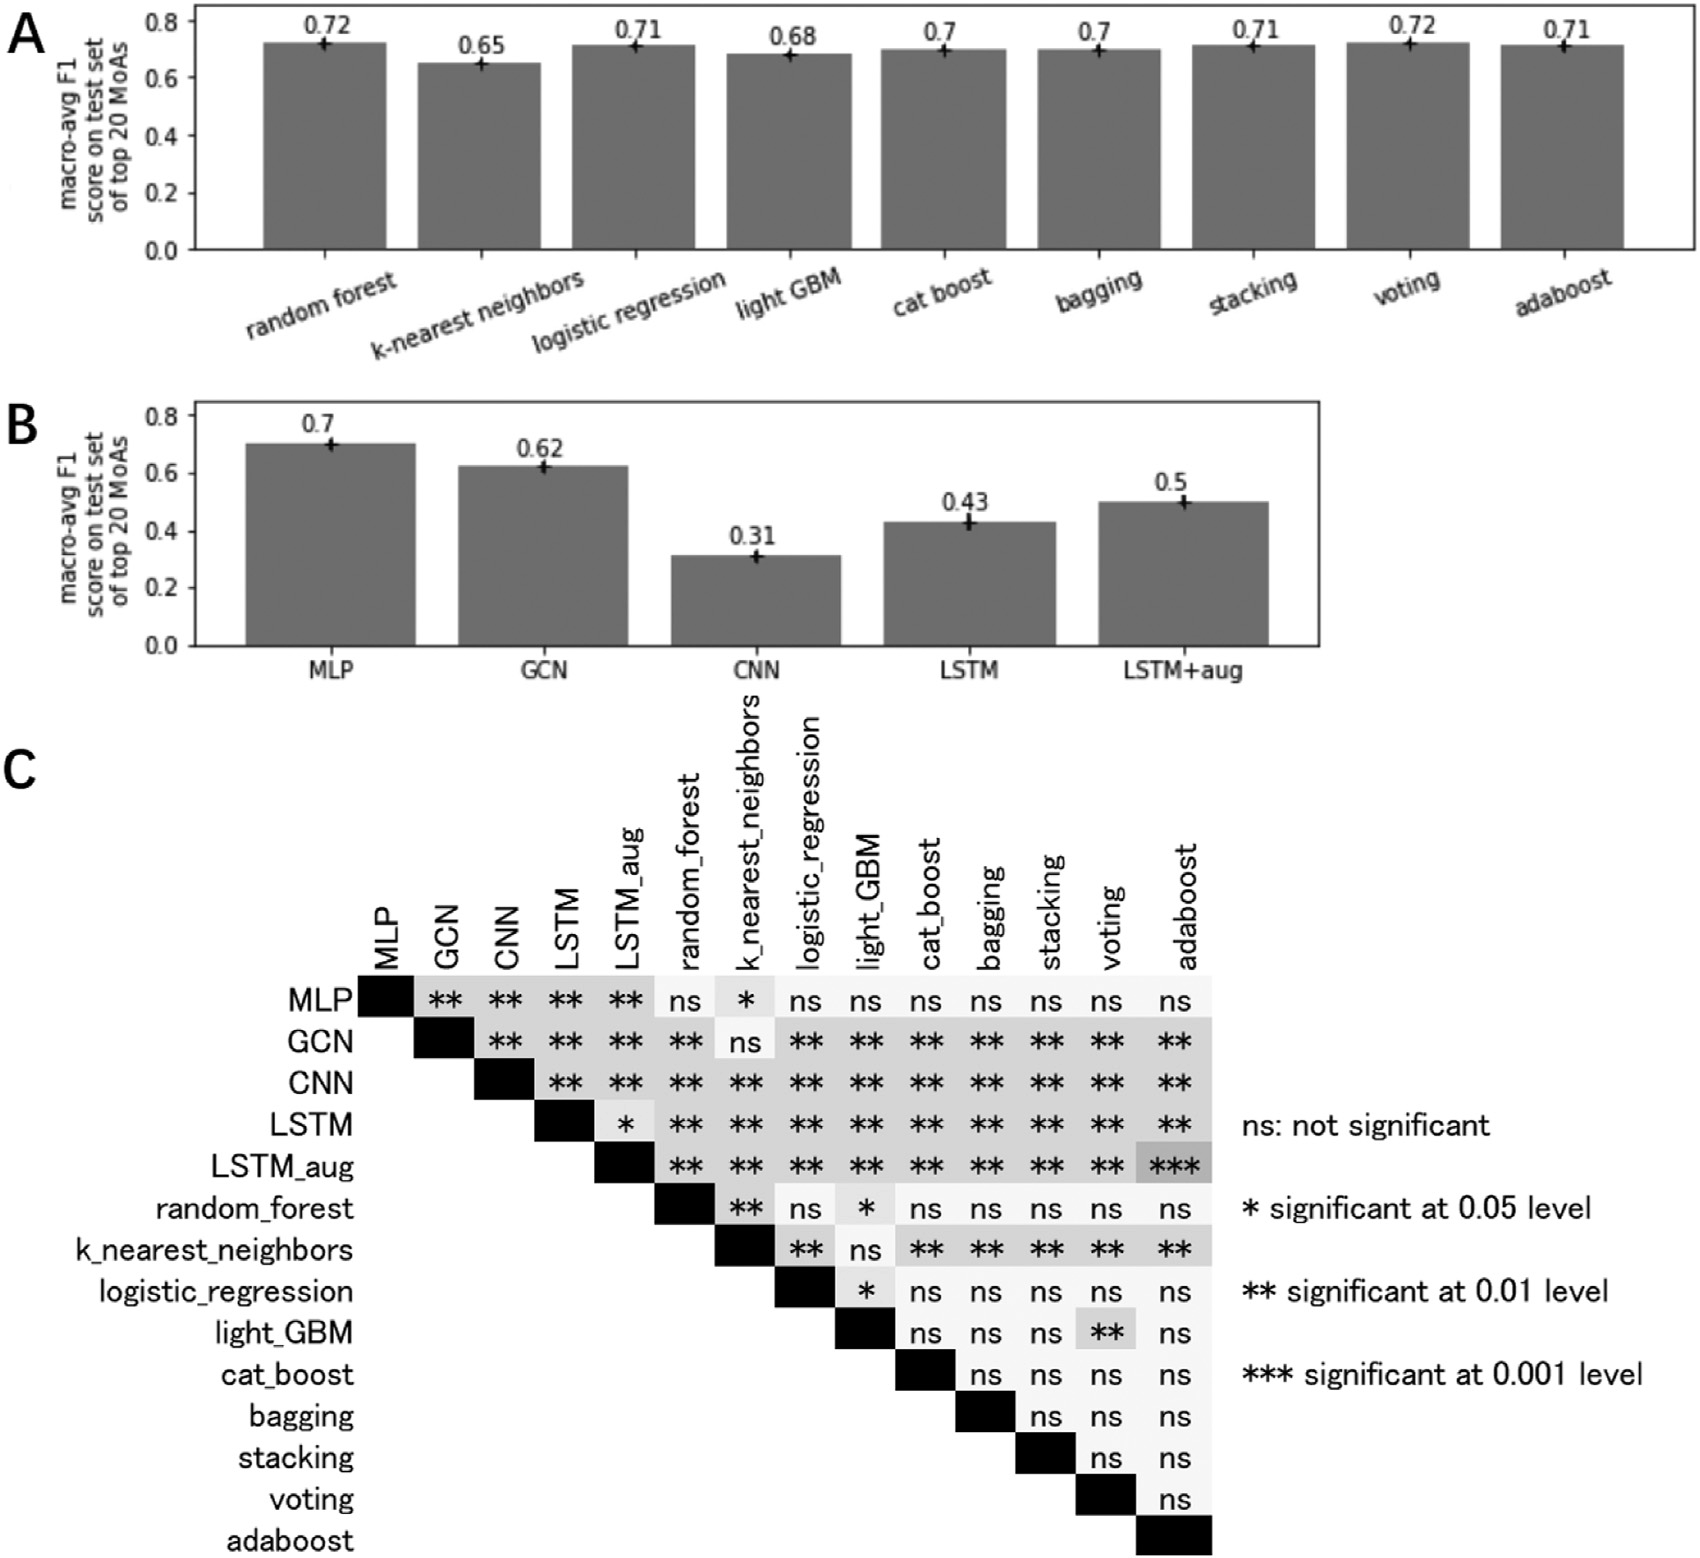 A
macro-avg F1
score on test set
of top 20 MoAs
0.8
0.6
0.4
0.2
0.0
0.72
0.65
0.71
0.68
0.7
0.7
0.71
0.72
0.71
random forest
k-nearest neighbors
logistic regression
light GBM
cat boost
bagging
stacking
voting
adaboost
B
macro-avg F1
score on test set
of top 20 MoAs
0.8
0.6
0.4
0.2
0.0
0.7
0.62
0.31
0.43
0.5
MLP
GCN
CNN
LSTM
LSTM+aug
C
MLP
GCN
CNN
LSTM
LSTM_aug
random_forest
k_nearest_neighbors
logistic_regression
light_GBM
cat_boost
bagging
stacking
voting
adaboost
MLP ** ** ** ** ns * ns ns ns ns ns ns ns
GCN ** ** ** ** ns ** ** ** ** ** ** **
CNN ** ** ** ** ** ** ** ** ** ** **
LSTM * ** ** ** ** ** ** ** ** **
LSTM_aug ** ** ** ** ** ** ** ** ***
random_forest ** ns * ns ns ns ns ns
k_nearest_neighbors ** ns ** ** ** ** **
logistic_regression * ns ns ns ns ns
light_GBM ns ns ns ** ns
cat_boost ns ns ns ns
bagging ns ns ns
stacking ns ns
voting ns
adaboost
ns: not significant
* significant at 0.05 level
** significant at 0.01 level
*** significant at 0.001 level